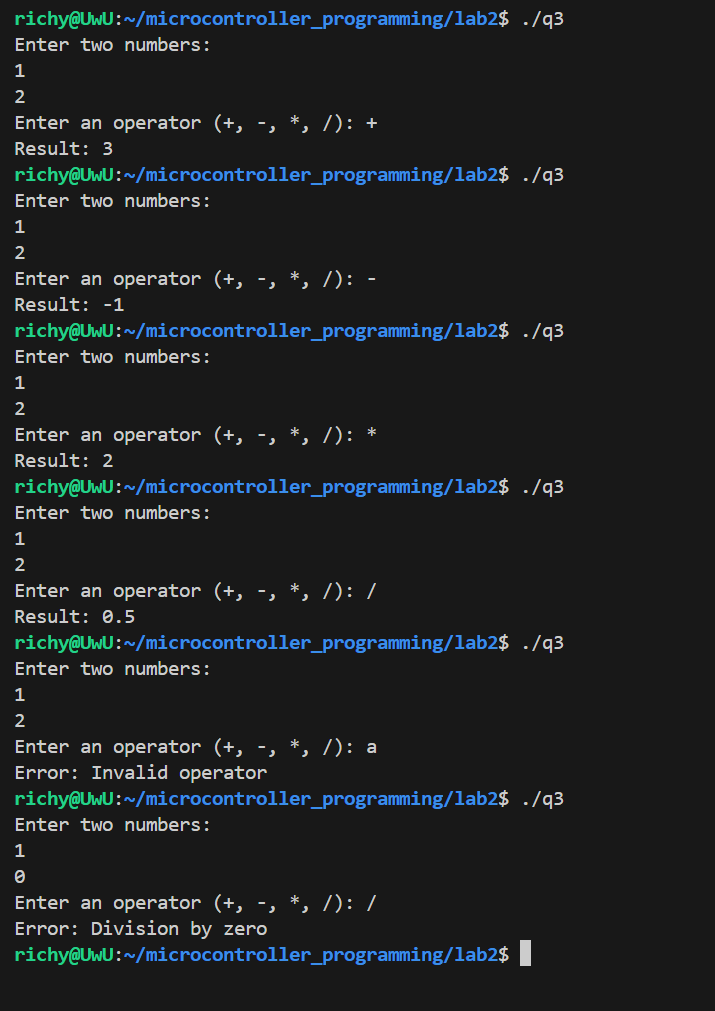 richy@UwU:~/microcontroller_programming/lab2$ ./q3
Enter two numbers:
1
2
Enter an operator (+, -, *, /): +
Result: 3
richy@UwU:~/microcontroller_programming/lab2$ ./q3
Enter two numbers:
1
2
Enter an operator (+, -, *, /): -
Result: -1
richy@UwU:~/microcontroller_programming/lab2$ ./q3
Enter two numbers:
1
2
Enter an operator (+, -, *, /): *
Result: 2
richy@UwU:~/microcontroller_programming/lab2$ ./q3
Enter two numbers:
1
2
Enter an operator (+, -, *, /): /
Result: 0.5
richy@UwU:~/microcontroller_programming/lab2$ ./q3
Enter two numbers:
1
2
Enter an operator (+, -, *, /): a
Error: Invalid operator
richy@UwU:~/microcontroller_programming/lab2$ ./q3
Enter two numbers:
1
0
Enter an operator (+, -, *, /): /
Error: Division by zero
richy@UwU:~/microcontroller_programming/lab2$